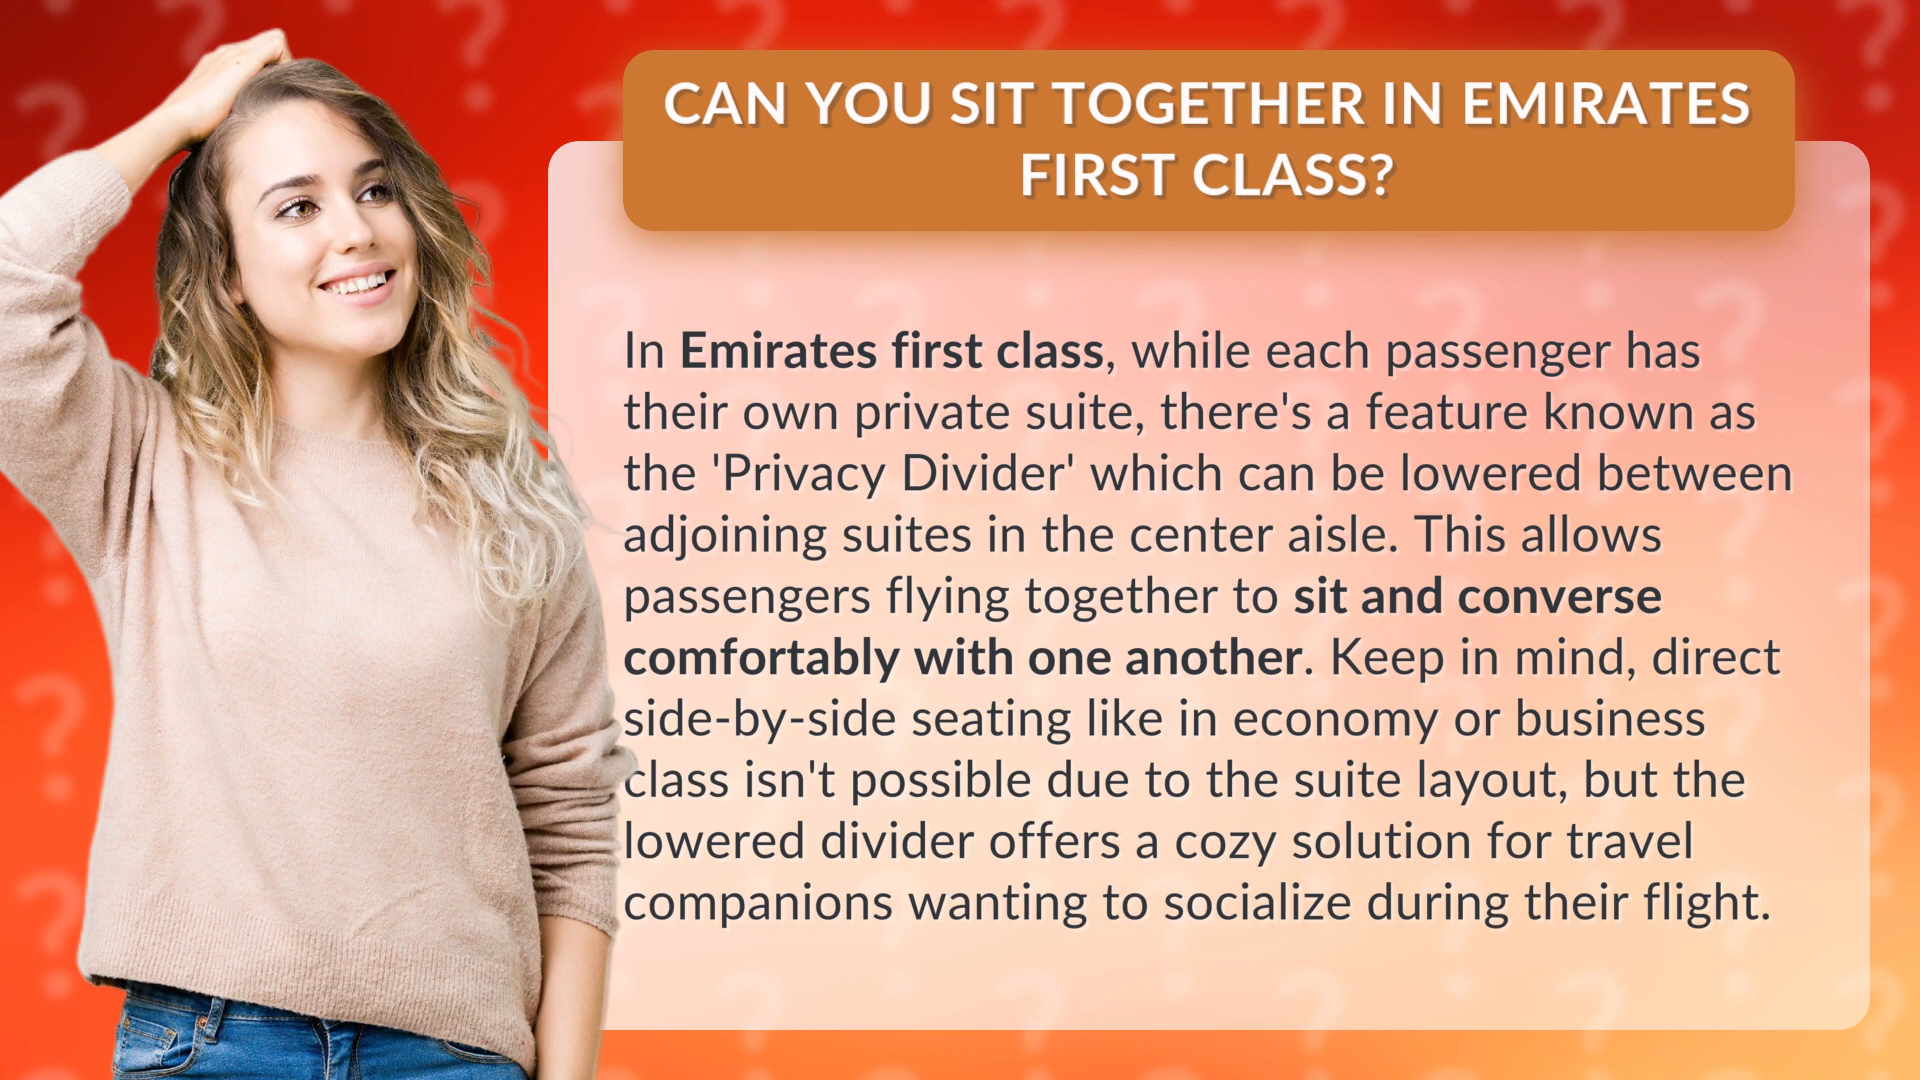 CAN YOU SIT TOGETHER IN EMIRATES
FIRST CLASS?
In Emirates first class, while each passenger has
their own private suite, there's a feature known as
the 'Privacy Divider' which can be lowered between
adjoining suites in the center aisle. This allows
passengers flying together to sit and converse
comfortably with one another. Keep in mind, direct
side-by-side seating like in economy or business
class isn't possible due to the suite layout, but the
lowered divider offers a cozy solution for travel
companions wanting to socialize during their flight.